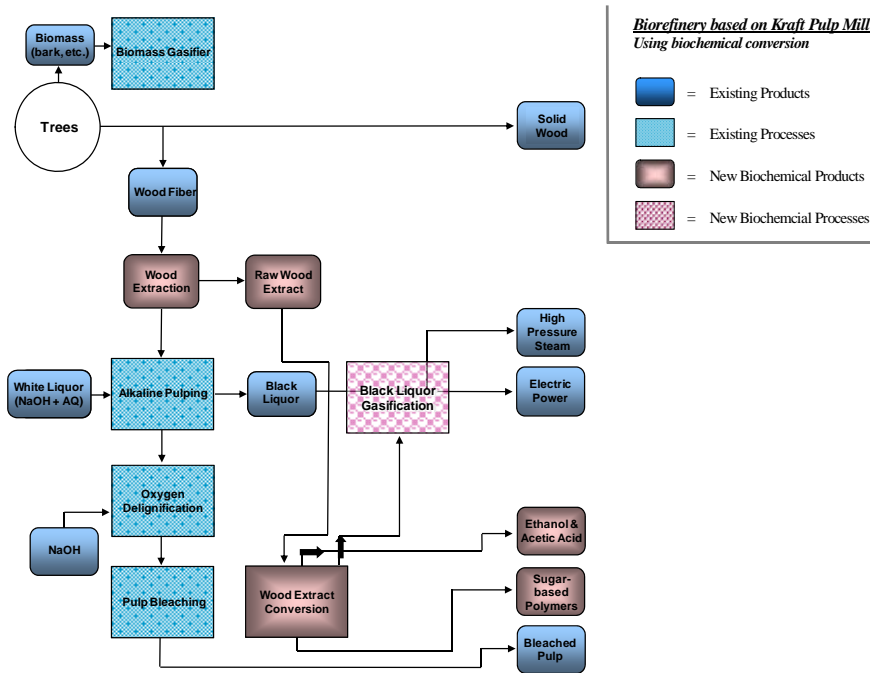 Biorefinery based on Kraft Pulp Mill
Using biochemical conversion
= Existing Products
= Existing Processes
= New Biochemical Products
= New Biochemcial Processes
Biomass
(bark, etc.)
Biomass Gasifier
Trees
Solid
Wood
Wood Fiber
Wood
Extraction
Raw Wood
Extract
High
Pressure
Steam
White Liquor
(NaOH + AQ)
Alkaline Pulping
Black
Liquor
Black Liquor
Gasification
Electric
Power
Oxygen
Delignification
NaOH
Ethanol &
Acetic Acid
Pulp Bleaching
Wood Extract
Conversion
Sugar-
based
Polymers
Bleached
Pulp